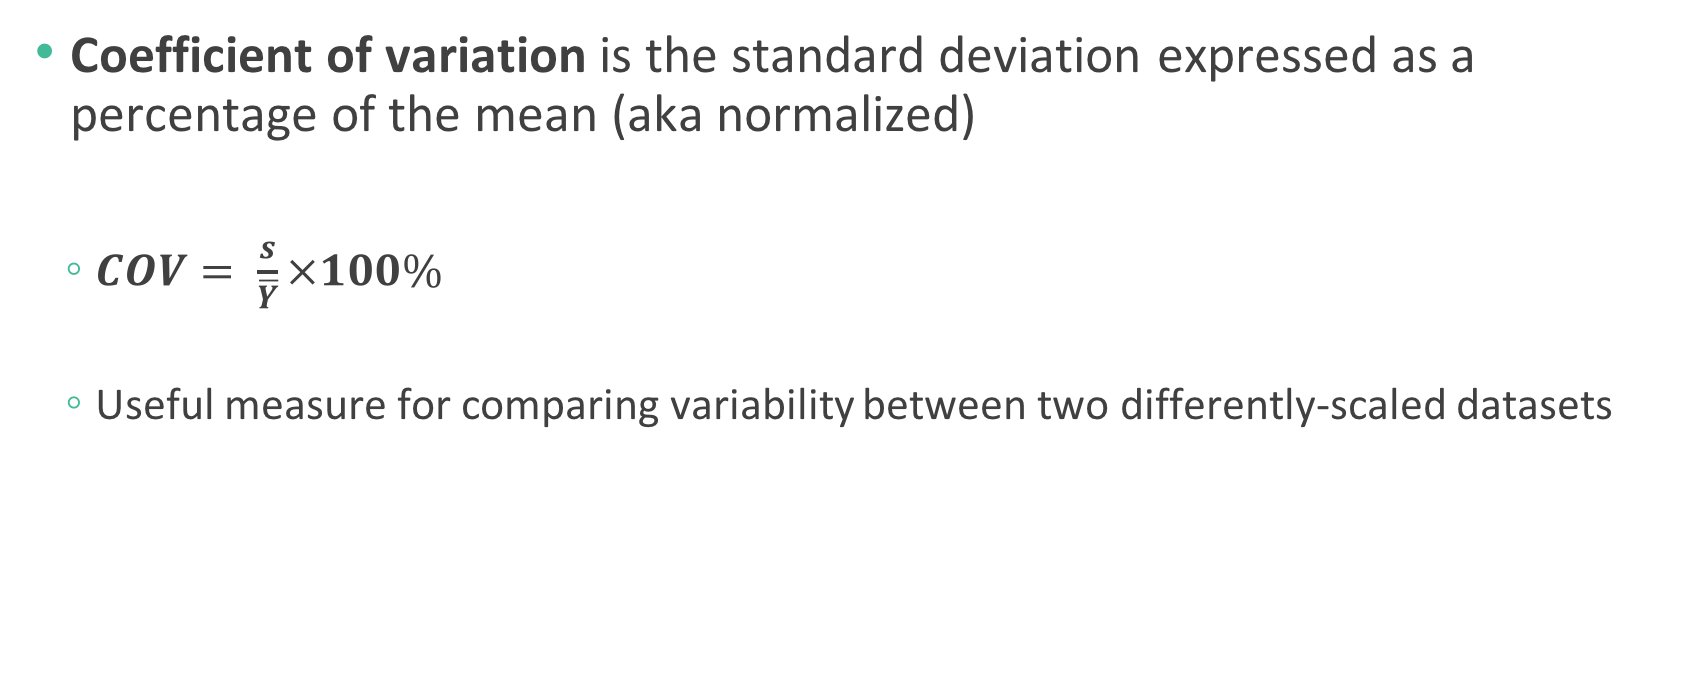 • Coefficient of variation is the standard deviation expressed as a
percentage of the mean (aka normalized)
◦ COV = s/Ȳ ×100%
◦ Useful measure for comparing variability between two differently-scaled datasets